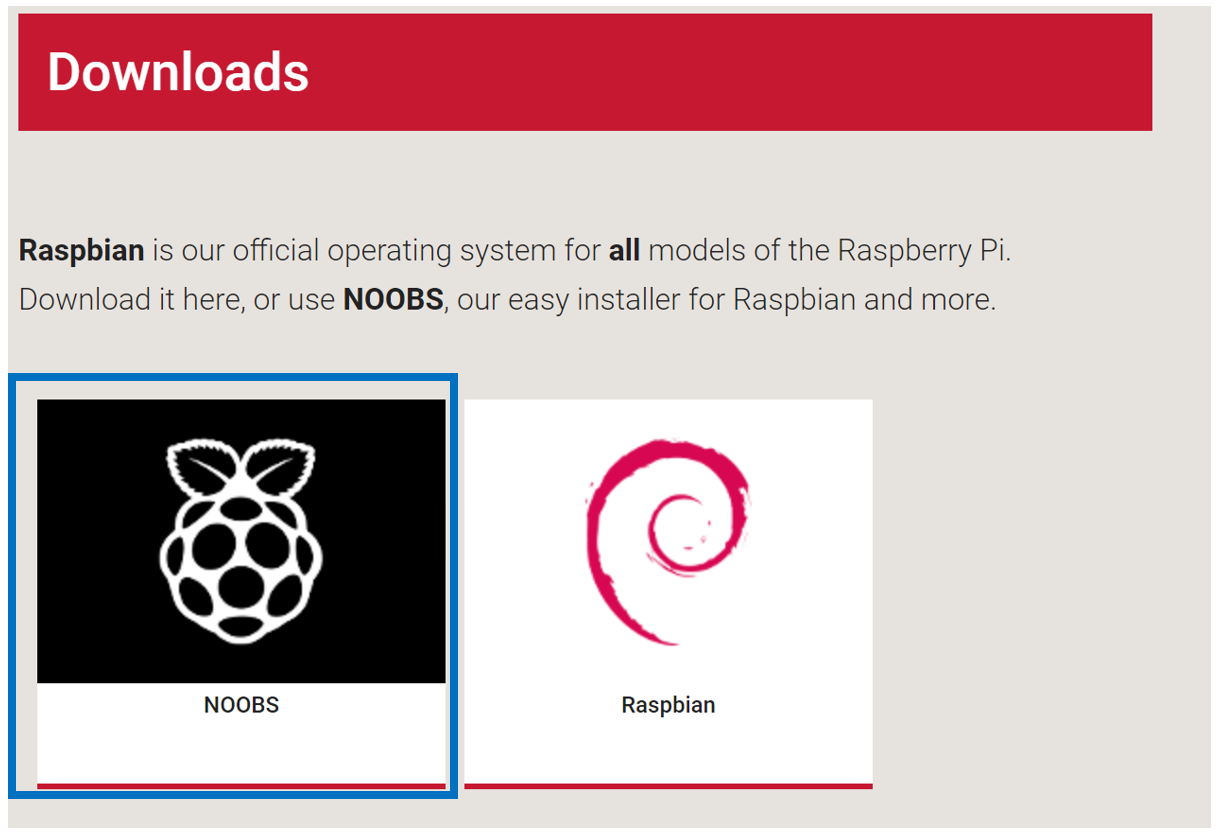 Downloads
Raspbian is our official operating system for all models of the Raspberry Pi.
Download it here, or use NOOBS, our easy installer for Raspbian and more.
NOOBS
Raspbian